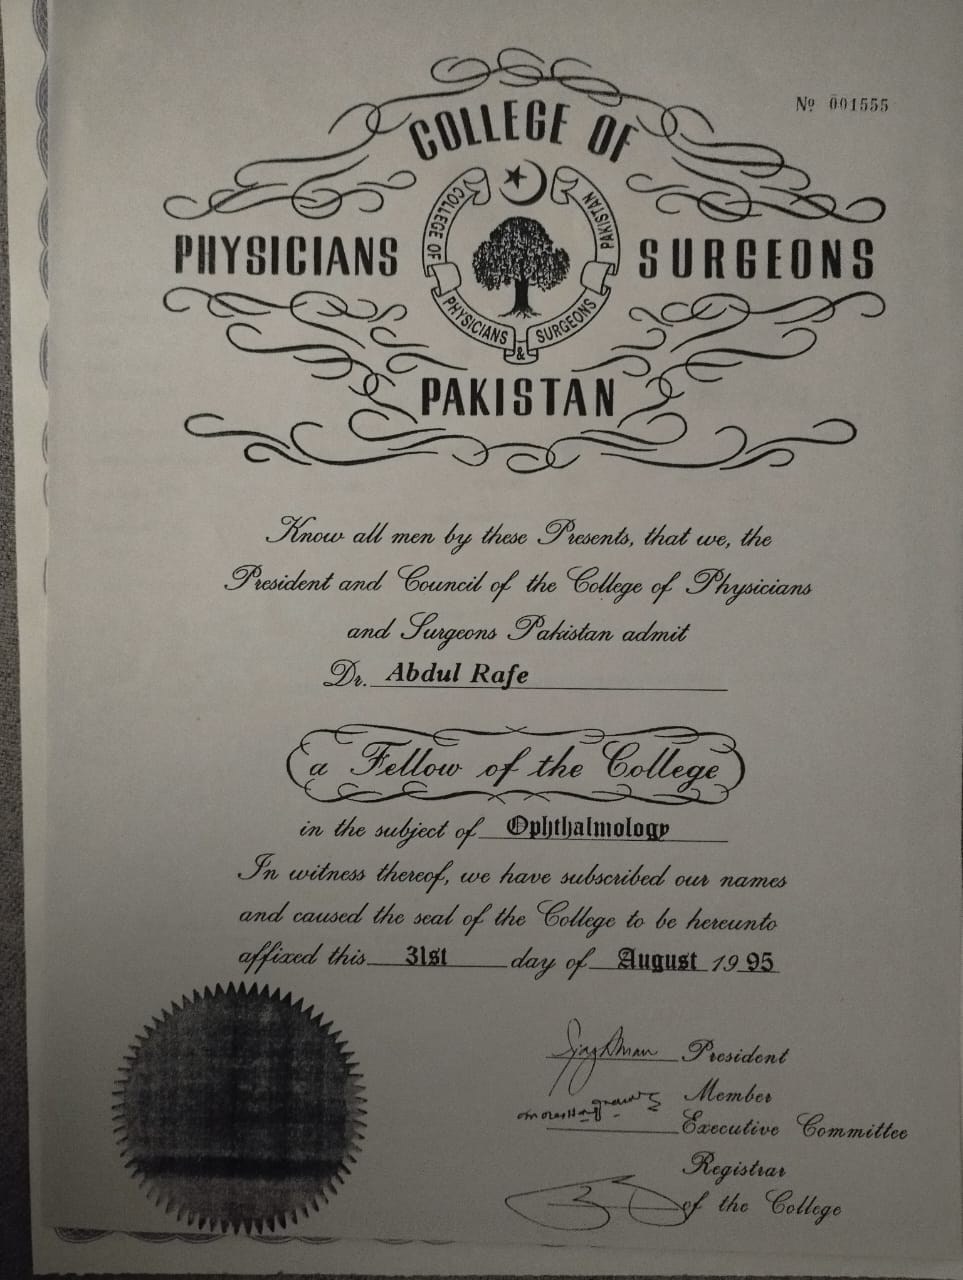 Nº 001555
COLLEGE OF
PHYSICIANS SURGEONS
COLLEGE OF PHYSICIANS & SURGEONS PAKISTAN
PAKISTAN
Know all men by these Presents, that we, the
President and Council of the College of Physicians
and Surgeons Pakistan admit
Dr. Abdul Rafe
a Fellow of the College
in the subject of Ophthalmology
In witness thereof, we have subscribed our names
and caused the seal of the College to be hereunto
affixed this 31st day of August 19 95
President
Member
Executive Committee
Registrar
of the College